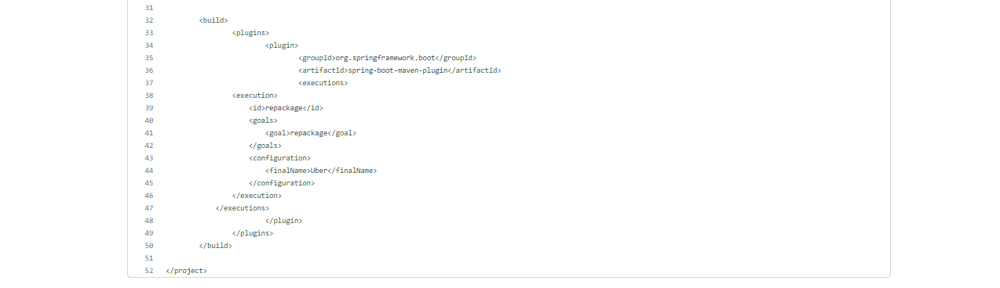 31
32 <build>
33 <plugins>
34 <plugin>
35 <groupId>org.springframework.boot</groupId>
36 <artifactId>spring-boot-maven-plugin</artifactId>
37 <executions>
38 <execution>
39 <id>repackage</id>
40 <goals>
41 <goal>repackage</goal>
42 </goals>
43 <configuration>
44 <finalName>Uber</finalName>
45 </configuration>
46 </execution>
47 </executions>
48 </plugin>
49 </plugins>
50 </build>
51
52 </project>